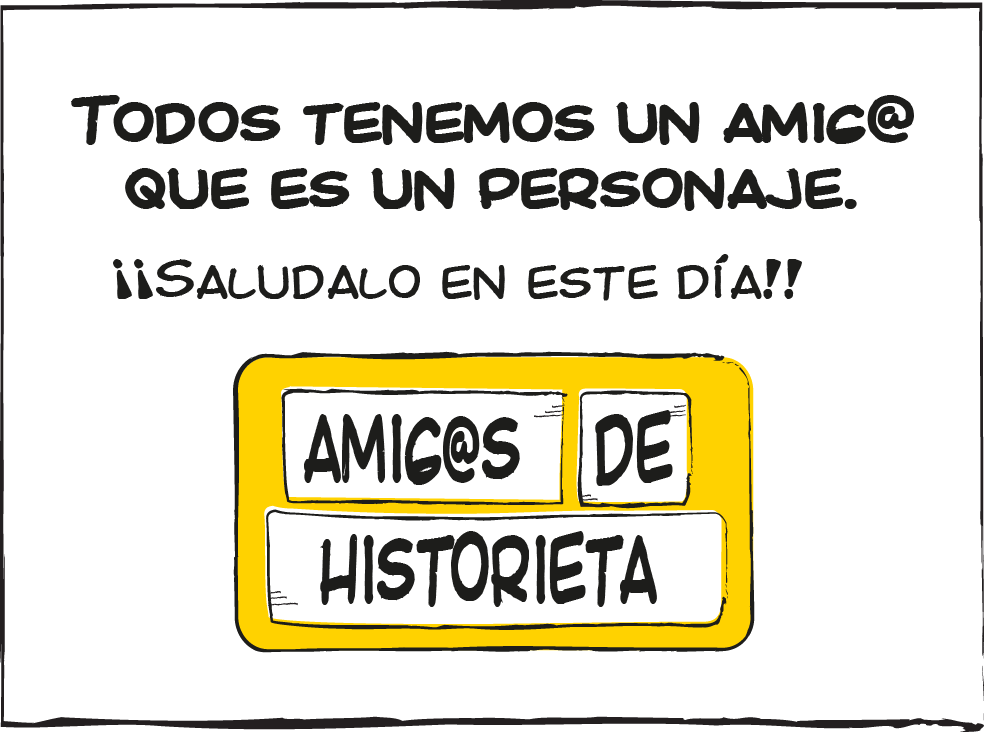 TODOS TENEMOS UN AMIC@
QUE ES UN PERSONAJE.
¡¡SALUDALO EN ESTE DÍA!!
AMIG@S DE
HISTORIETA